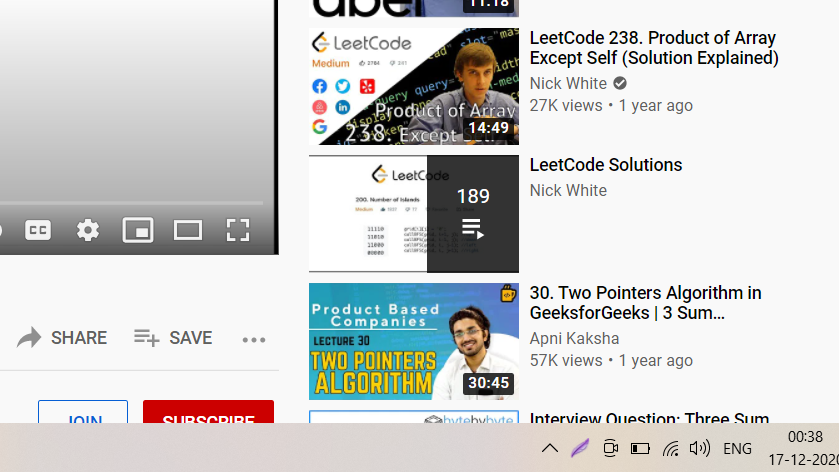 11:18
LeetCode 238. Product of Array
Except Self (Solution Explained)
Nick White
27K views • 1 year ago
LeetCode
Medium 2784 241
Product of Array
238. Except Self
14:49
LeetCode Solutions
Nick White
LeetCode
200. Number of Islands
Medium
189
11110
11010
11000
00000
30. Two Pointers Algorithm in
GeeksforGeeks | 3 Sum...
Apni Kaksha
57K views • 1 year ago
Product Based
Companies
LECTURE 30
TWO POINTERS
ALGORITHM
30:45
CC
SHARE
SAVE
JOIN
SUBSCRIBE
bytebybyte
Interview Question: Three Sum
ENG
00:38
17-12-2020